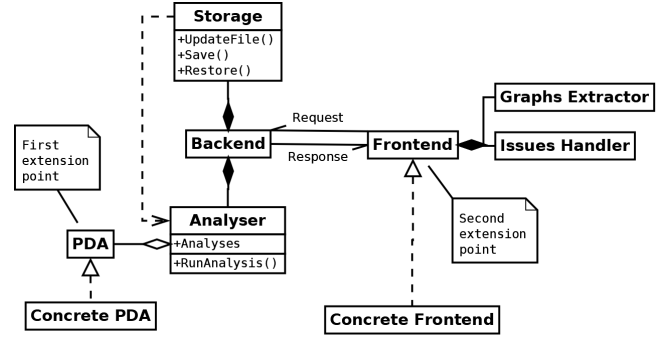 Storage
+UpdateFile()
+Save()
+Restore()
Graphs Extractor
Request
Backend
Frontend
Issues Handler
Response
First
extension
point
Analyser
+Analyses
+RunAnalysis()
PDA
Second
extension
point
Concrete PDA
Concrete Frontend